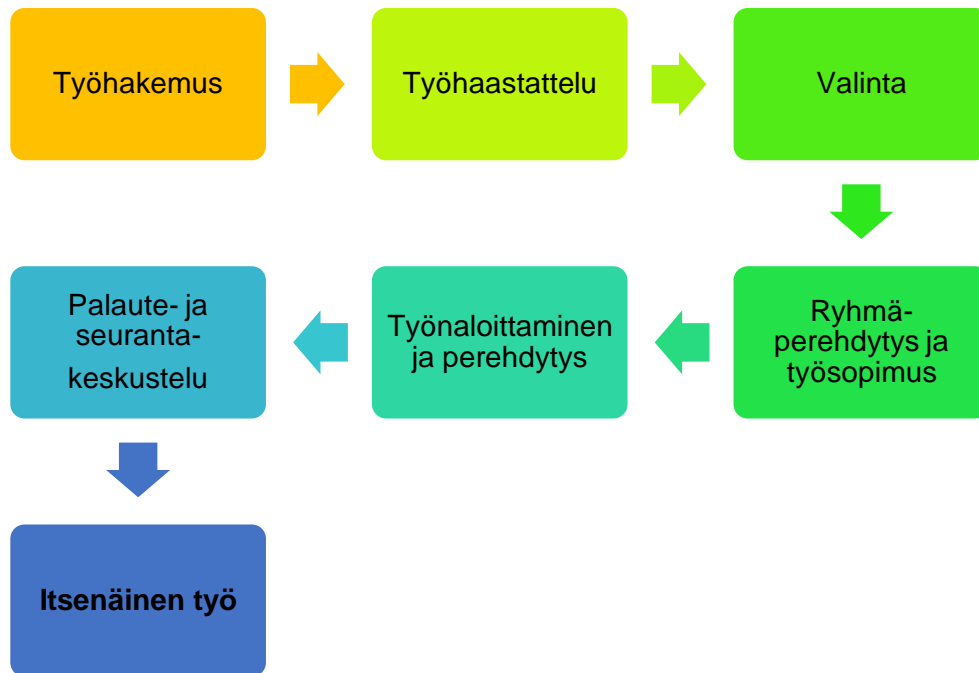 Työhakemus
Työhaastattelu
Valinta
Ryhmä-
perehdytys ja
työsopimus
Työnaloittaminen
ja perehdytys
Palaute- ja
seuranta-
keskustelu
Itsenäinen työ